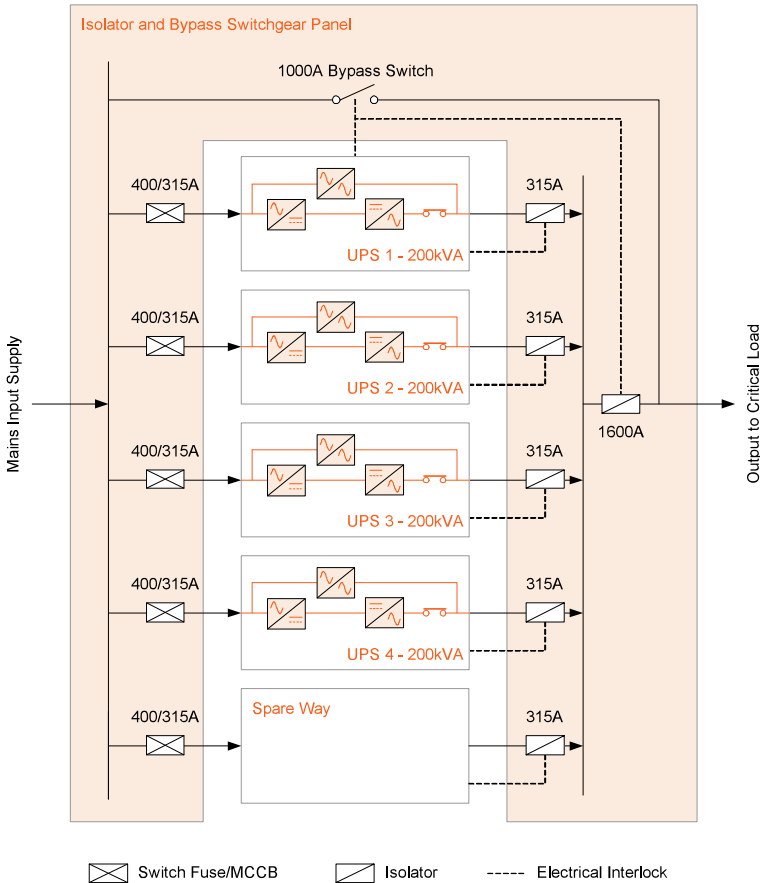 Isolator and Bypass Switchgear Panel
1000A Bypass Switch
400/315A
315A
UPS 1 - 200kVA
400/315A
315A
UPS 2 - 200kVA
Mains Input Supply
1600A
Output to Critical Load
400/315A
315A
UPS 3 - 200kVA
400/315A
315A
UPS 4 - 200kVA
400/315A
Spare Way
315A
Switch Fuse/MCCB
Isolator
Electrical Interlock